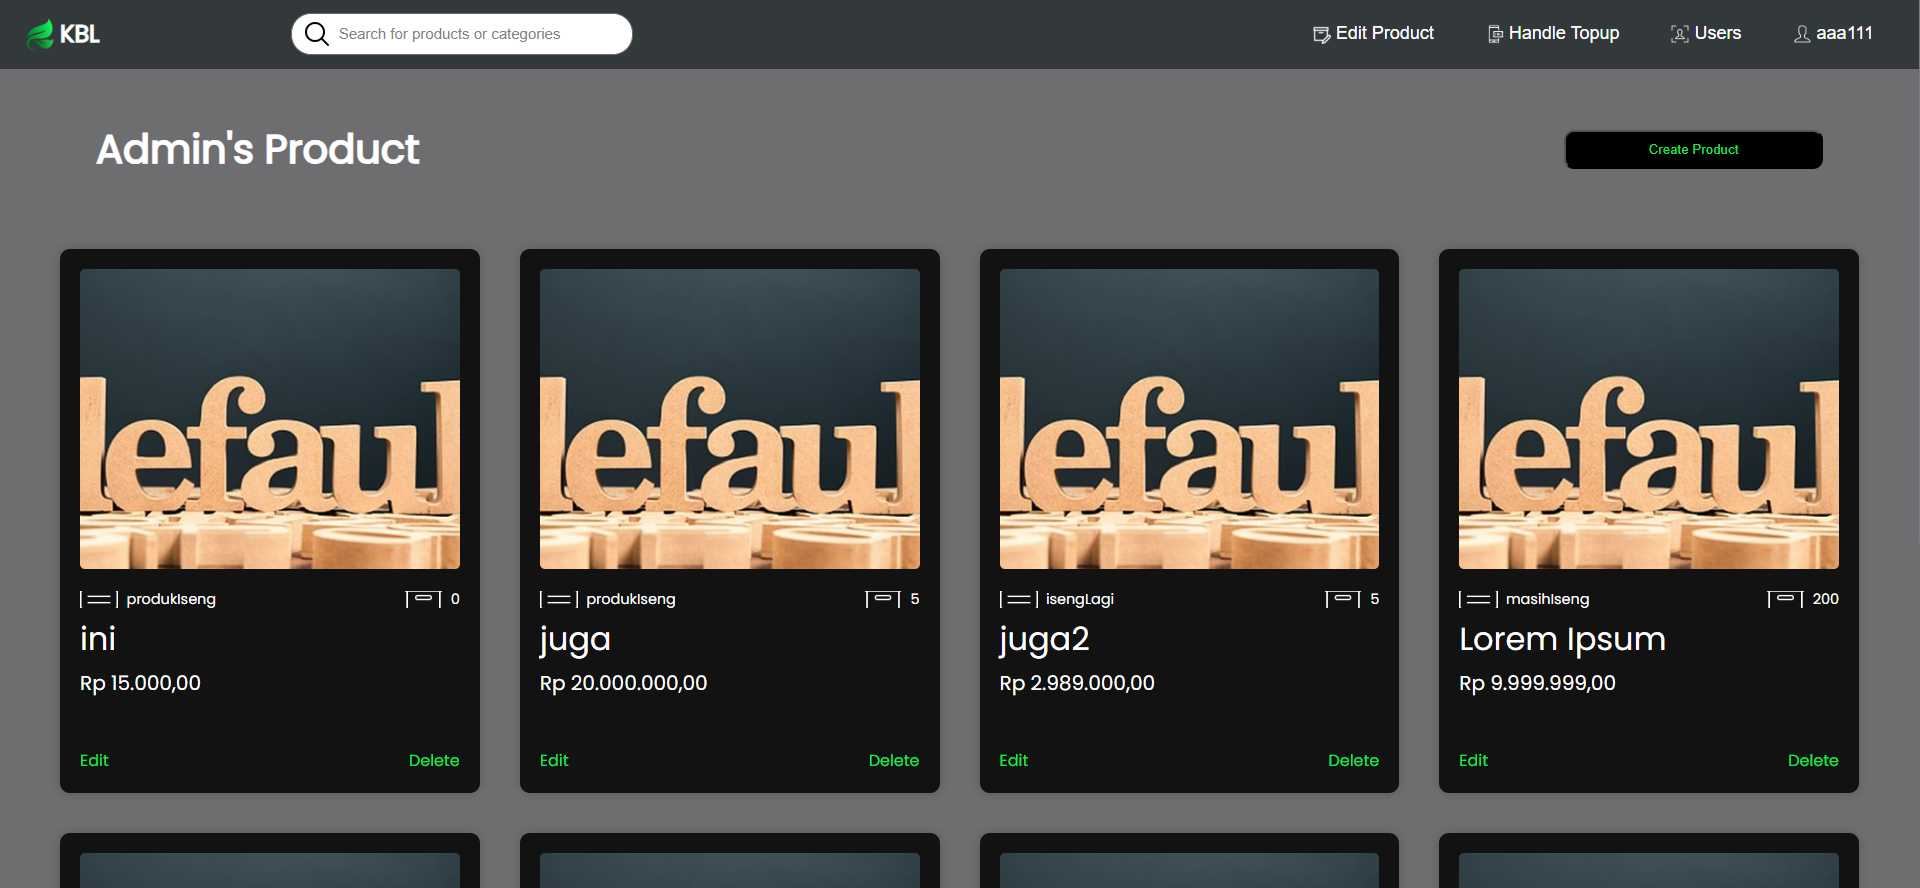 KBL
Search for products or categories
Edit Product
Handle Topup
Users
aaa111
Admin's Product
Create Product
lefaul
lefaul
lefaul
lefaul
produkIseng 0
produkIseng 5
isengLagi 5
masihIseng 200
ini
juga
juga2
Lorem Ipsum
Rp 15.000,00
Rp 20.000.000,00
Rp 2.989.000,00
Rp 9.999.999,00
Edit Delete
Edit Delete
Edit Delete
Edit Delete